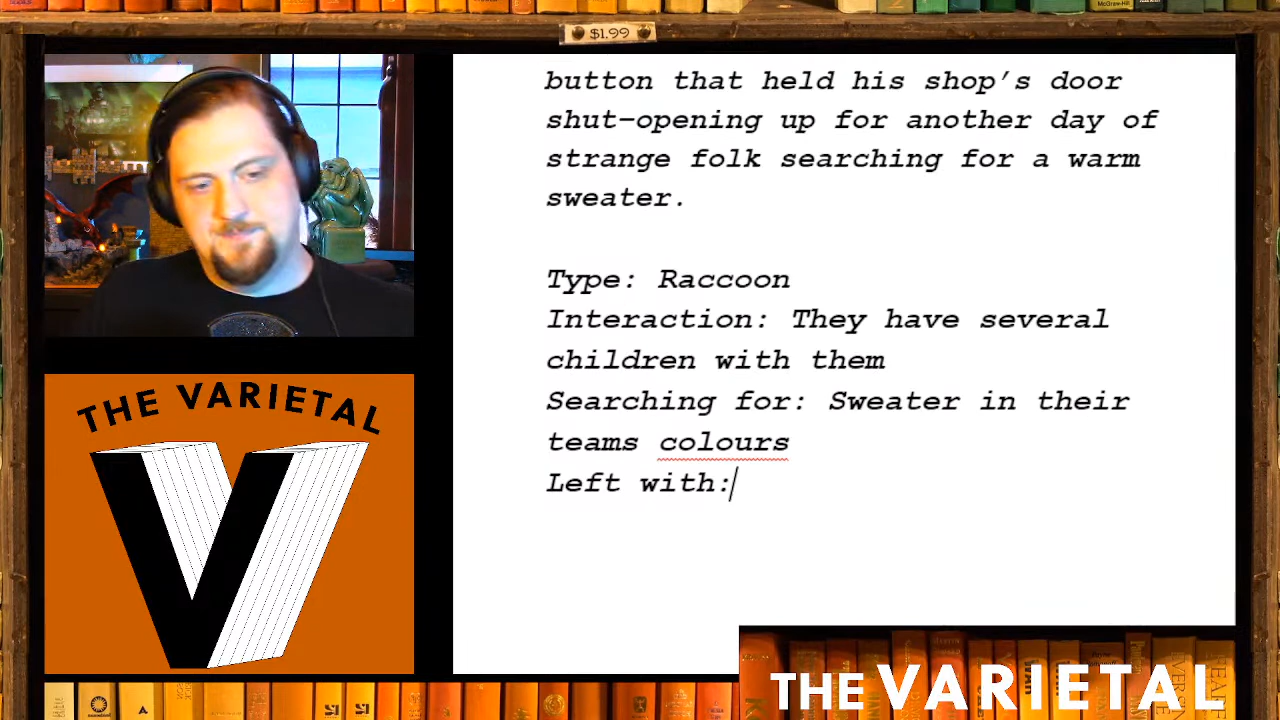 $1.99
button that held his shop's door
shut-opening up for another day of
strange folk searching for a warm
sweater.
Type: Raccoon
Interaction: They have several
children with them
Searching for: Sweater in their
teams colours
Left with:
THE VARIETAL
THE VARIETAL